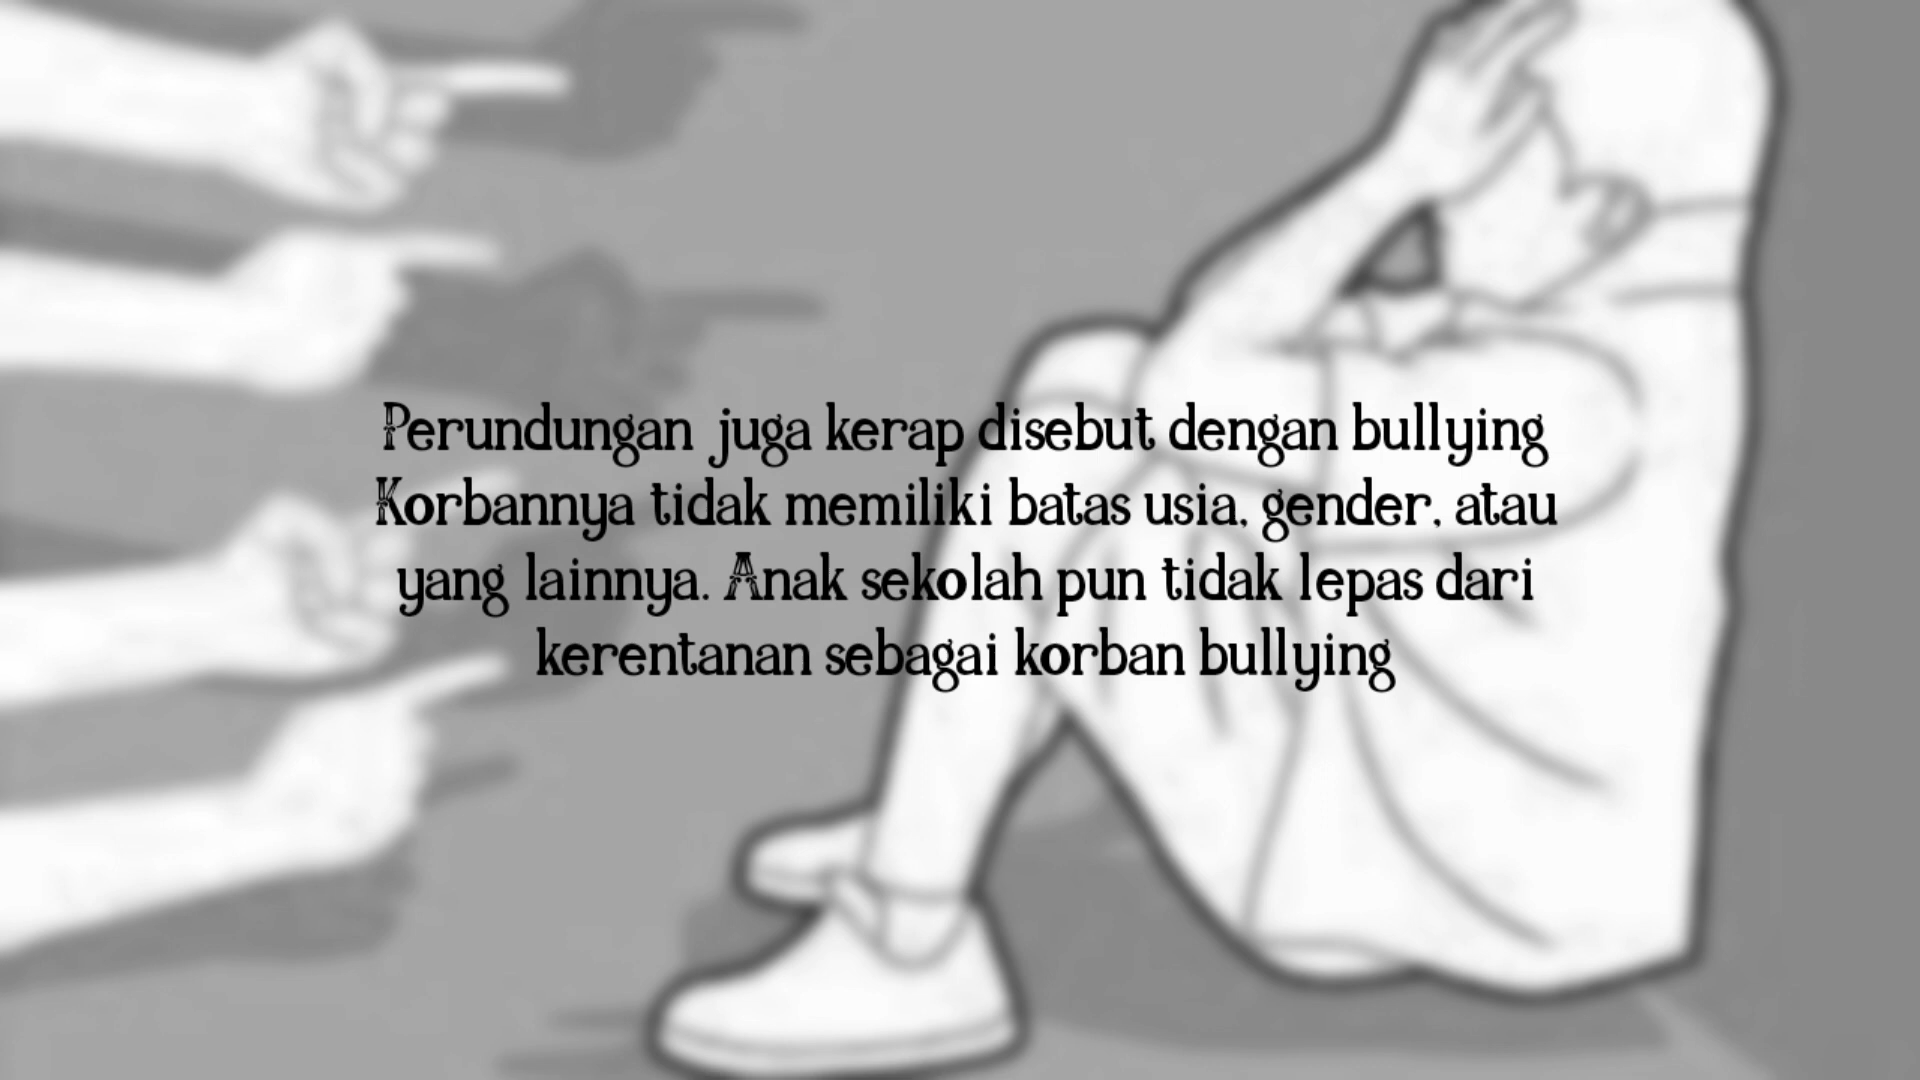 Perundungan juga kerap disebut dengan bullying
Korbannya tidak memiliki batas usia, gender, atau
yang lainnya. Anak sekolah pun tidak lepas dari
kerentanan sebagai korban bullying